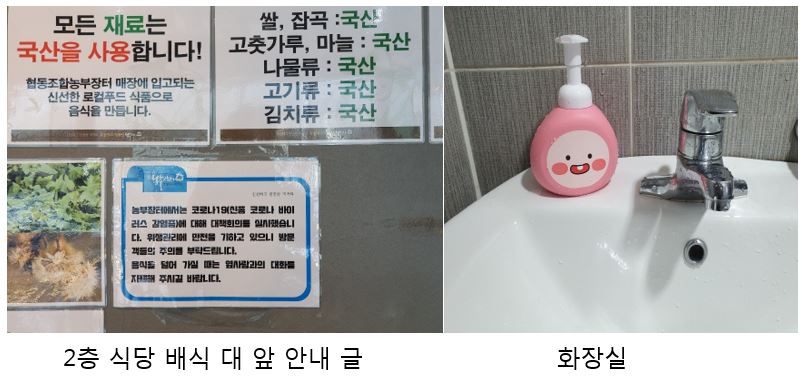 모든 재료는
국산을 사용합니다!
협동조합농부장터 매장에 입고되는
신선한 로컬푸드 식품으로
음식을 만듭니다.
쌀, 잡곡 :국산
고춧가루, 마늘 : 국산
나물류 : 국산
고기류 : 국산
김치류 : 국산
농부장터에서는 코로나19(신종 코로나 바이
러스 감염증)에 대해 대책회의를 실시했습니
다. 위생관리에 만전을 기하고 있으니 방문
객들의 주의를 부탁드립니다.
음식을 덜어 가실 때는 옆사람과의 대화를
자제해 주시길 바랍니다.
2층 식당 배식 대 앞 안내 글
화장실